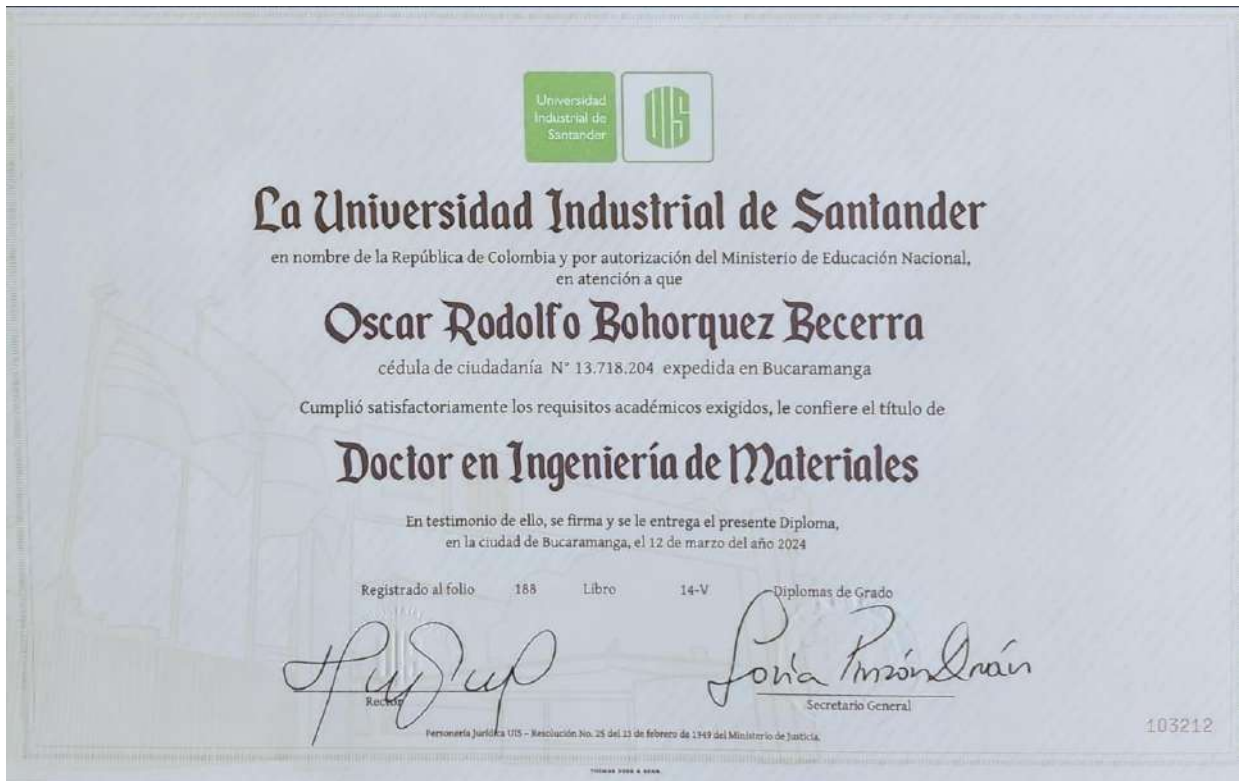 Universidad
Industrial de
Santander
UIS
La Universidad Industrial de Santander
en nombre de la República de Colombia y por autorización del Ministerio de Educación Nacional,
en atención a que
Oscar Rodolfo Bohorquez Becerra
cédula de ciudadanía N° 13.718.204 expedida en Bucaramanga
Cumplió satisfactoriamente los requisitos académicos exigidos, le confiere el título de
Doctor en Ingeniería de Materiales
En testimonio de ello, se firma y se le entrega el presente Diploma,
en la ciudad de Bucaramanga, el 12 de marzo del año 2024
Registrado al folio 188 Libro 14-V Diplomas de Grado
Rector
Secretario General
Personería Jurídica UIS - Resolución No. 25 del 23 de febrero de 1949 del Ministerio de Justicia.
103212